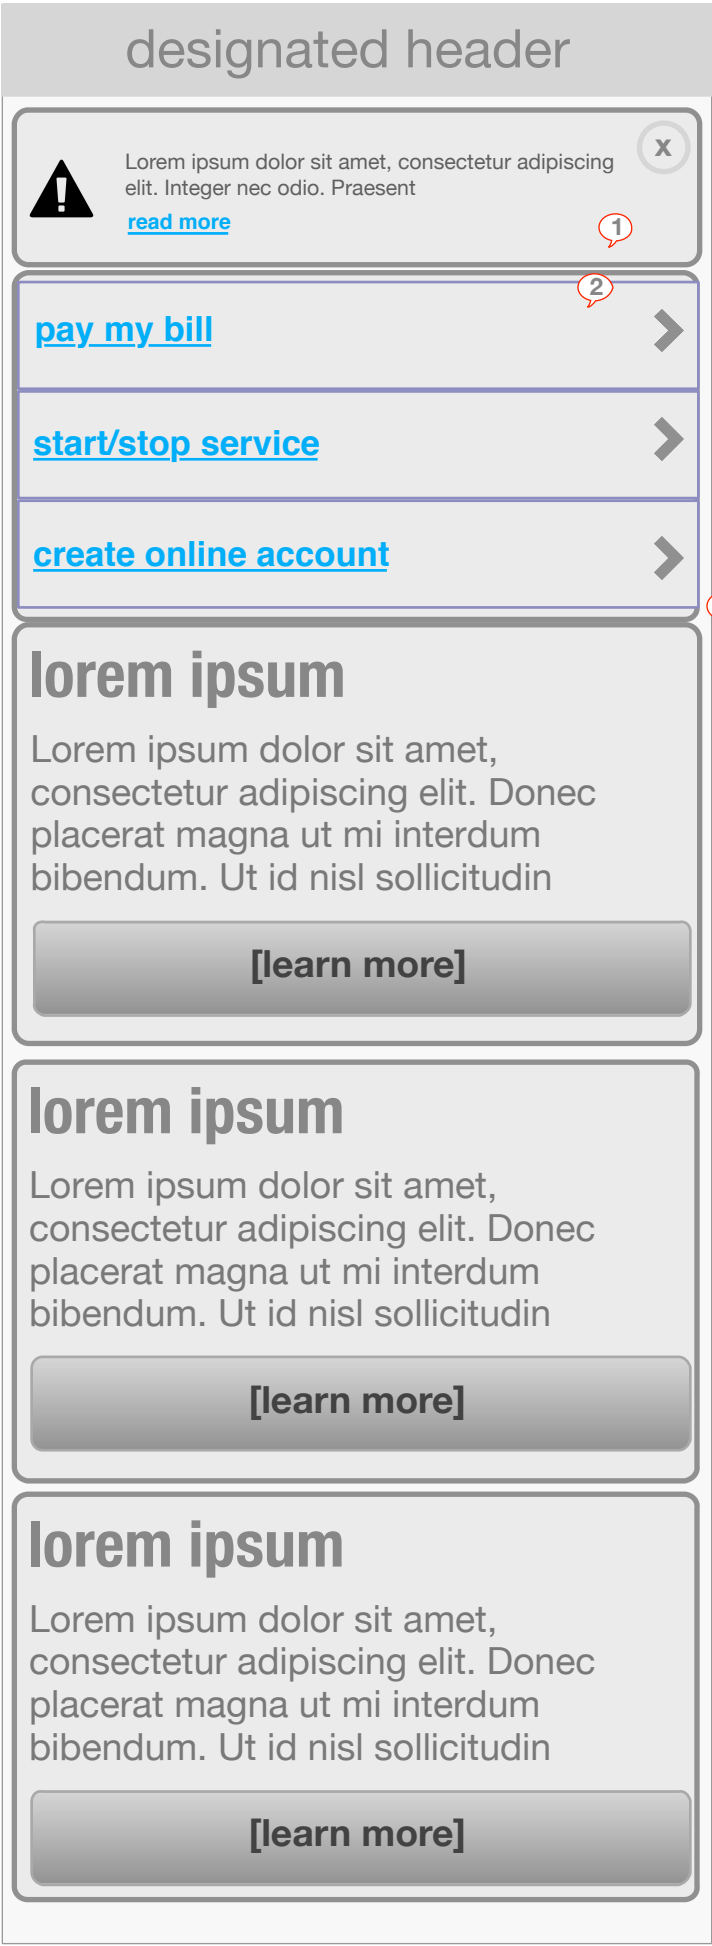 designated header
x
Lorem ipsum dolor sit amet, consectetur adipiscing
elit. Integer nec odio. Praesent
read more
1
2
pay my bill
start/stop service
create online account
lorem ipsum
Lorem ipsum dolor sit amet,
consectetur adipiscing elit. Donec
placerat magna ut mi interdum
bibendum. Ut id nisl sollicitudin
[learn more]
lorem ipsum
Lorem ipsum dolor sit amet,
consectetur adipiscing elit. Donec
placerat magna ut mi interdum
bibendum. Ut id nisl sollicitudin
[learn more]
lorem ipsum
Lorem ipsum dolor sit amet,
consectetur adipiscing elit. Donec
placerat magna ut mi interdum
bibendum. Ut id nisl sollicitudin
[learn more]